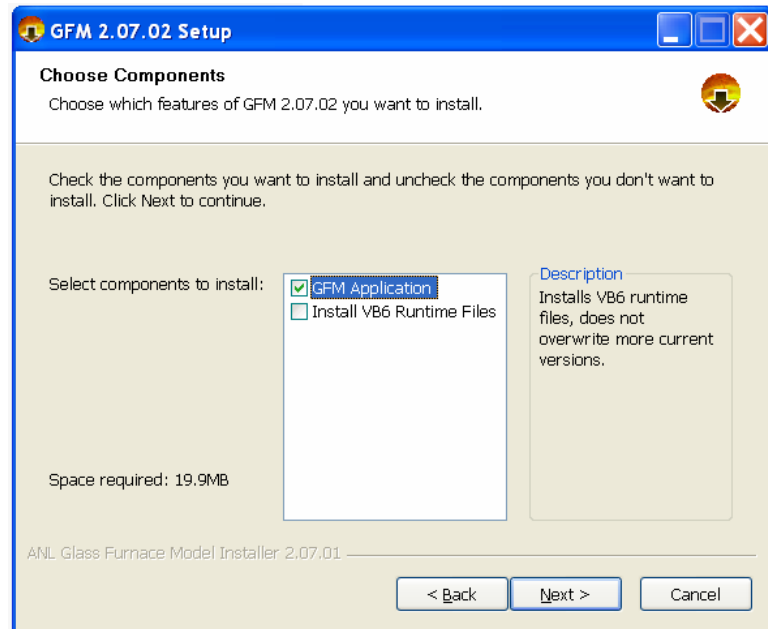 GFM 2.07.02 Setup
Choose Components
Choose which features of GFM 2.07.02 you want to install.
Check the components you want to install and uncheck the components you don't want to
install. Click Next to continue.
Select components to install:
GFM Application
Install VB6 Runtime Files
Description
Installs VB6 runtime
files, does not
overwrite more current
versions.
Space required: 19.9MB
ANL Glass Furnace Model Installer 2.07.01
< Back
Next >
Cancel